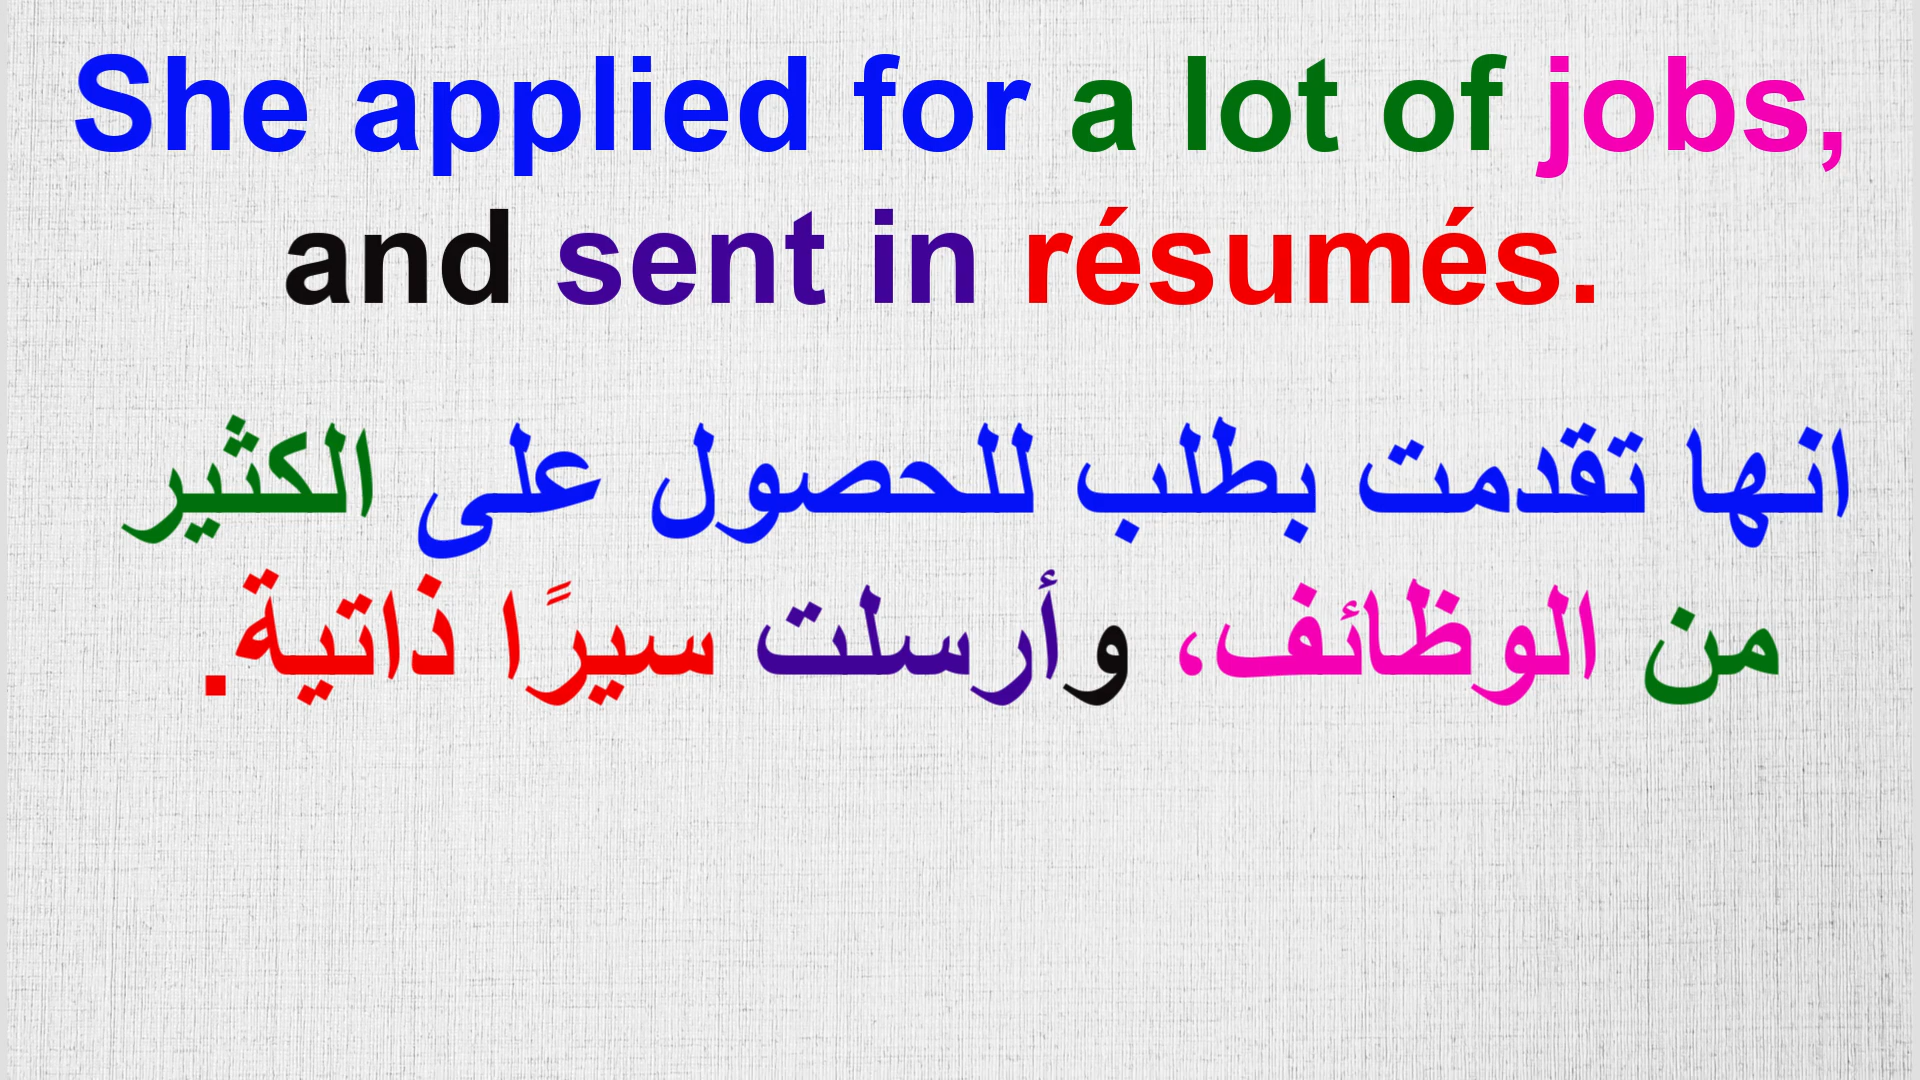 She applied for a lot of jobs,
and sent in résumés.
انها تقدمت بطلب للحصول على الكثير
من الوظائف، وأرسلت سيرًا ذاتية.